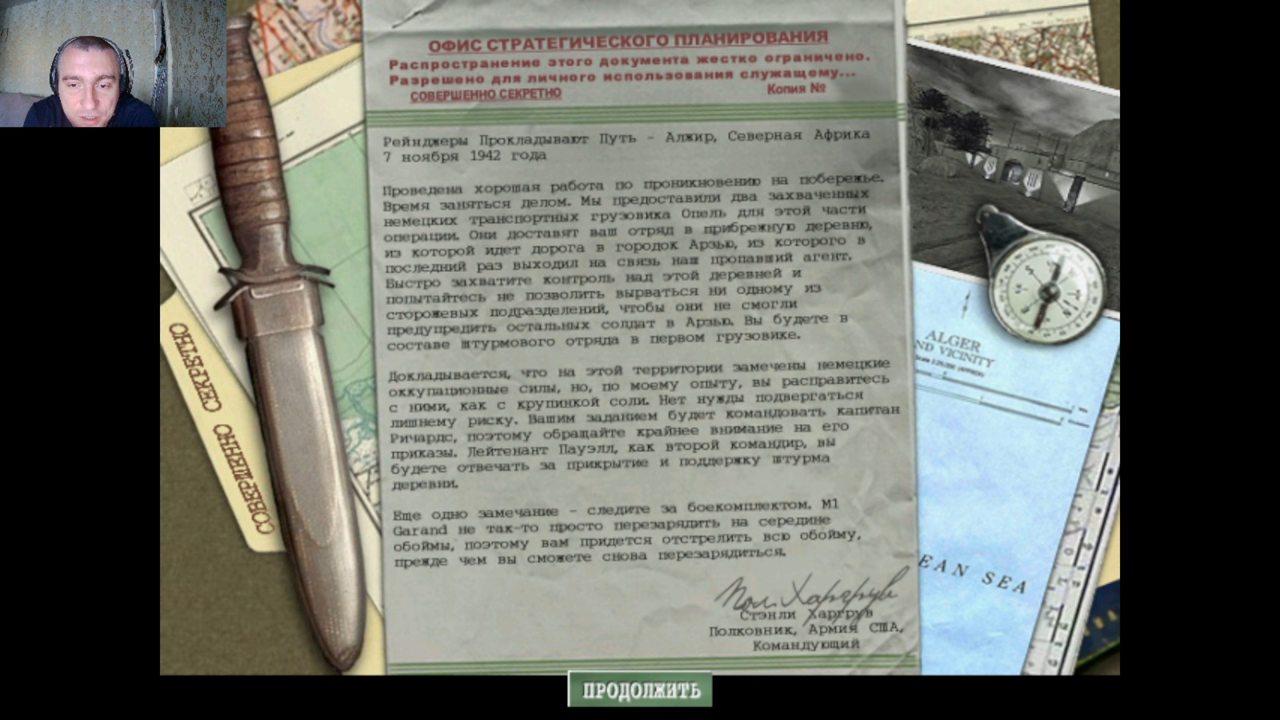 ОФИС СТРАТЕГИЧЕСКОГО ПЛАНИРОВАНИЯ
Распространение этого документа жестко ограничено.
Разрешено для личного использования служащему...
СОВЕРШЕННО СЕКРЕТНО
Копия №
Рейнджеры Прокладывают Путь - Алжир, Северная Африка
7 ноября 1942 года
Проведена хорошая работа по проникновению на побережье.
Время заняться делом. Мы предоставили два захваченных
немецких транспортных грузовика Опель для этой части
операции. Они доставят ваш отряд в прибрежную деревню,
из которой идет дорога в городок Арзью, из которого в
последний раз выходил на связь наш пропавший агент.
Быстро захватите контроль над этой деревней и
попытайтесь не позволить вырваться ни одному из
сторожевых подразделений, чтобы они не смогли
предупредить остальных солдат в Арзью. Вы будете в
составе штурмового отряда в первом грузовике.
Докладывается, что на этой территории замечены немецкие
оккупационные силы, но, по моему опыту, вы расправитесь
с ними, как с крупинкой соли. Нет нужды подвергаться
лишнему риску. Вашим заданием будет командовать капитан
Ричардс, поэтому обращайте крайнее внимание на его
приказы. Лейтенант Пауэлл, как второй командир, вы
будете отвечать за прикрытие и поддержку штурма
деревни.
Еще одно замечание - следите за боекомплектом. M1
Garand не так-то просто перезарядить на середине
обоймы, поэтому вам придется отстрелить всю обойму,
прежде чем вы сможете снова перезарядиться.
Стэнли Харгрув
Полковник, Армия США,
Командующий
СОВЕРШЕННО СЕКРЕТНО
ALGER
ND VICINITY
EAN SEA
ПРОДОЛЖИТЬ